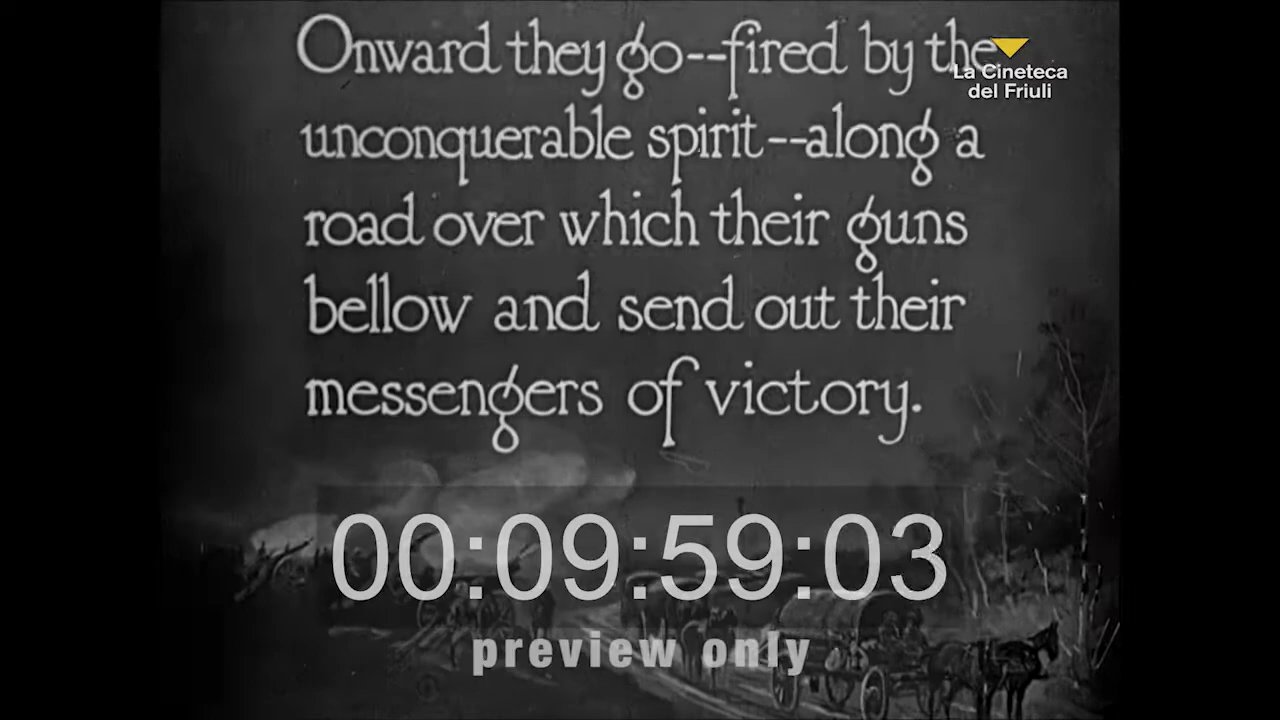 Onward they go--fired by the
La Cineteca
del Friuli
unconquerable spirit--along a
road over which their guns
bellow and send out their
messengers of victory.
00:09:59:03
preview only